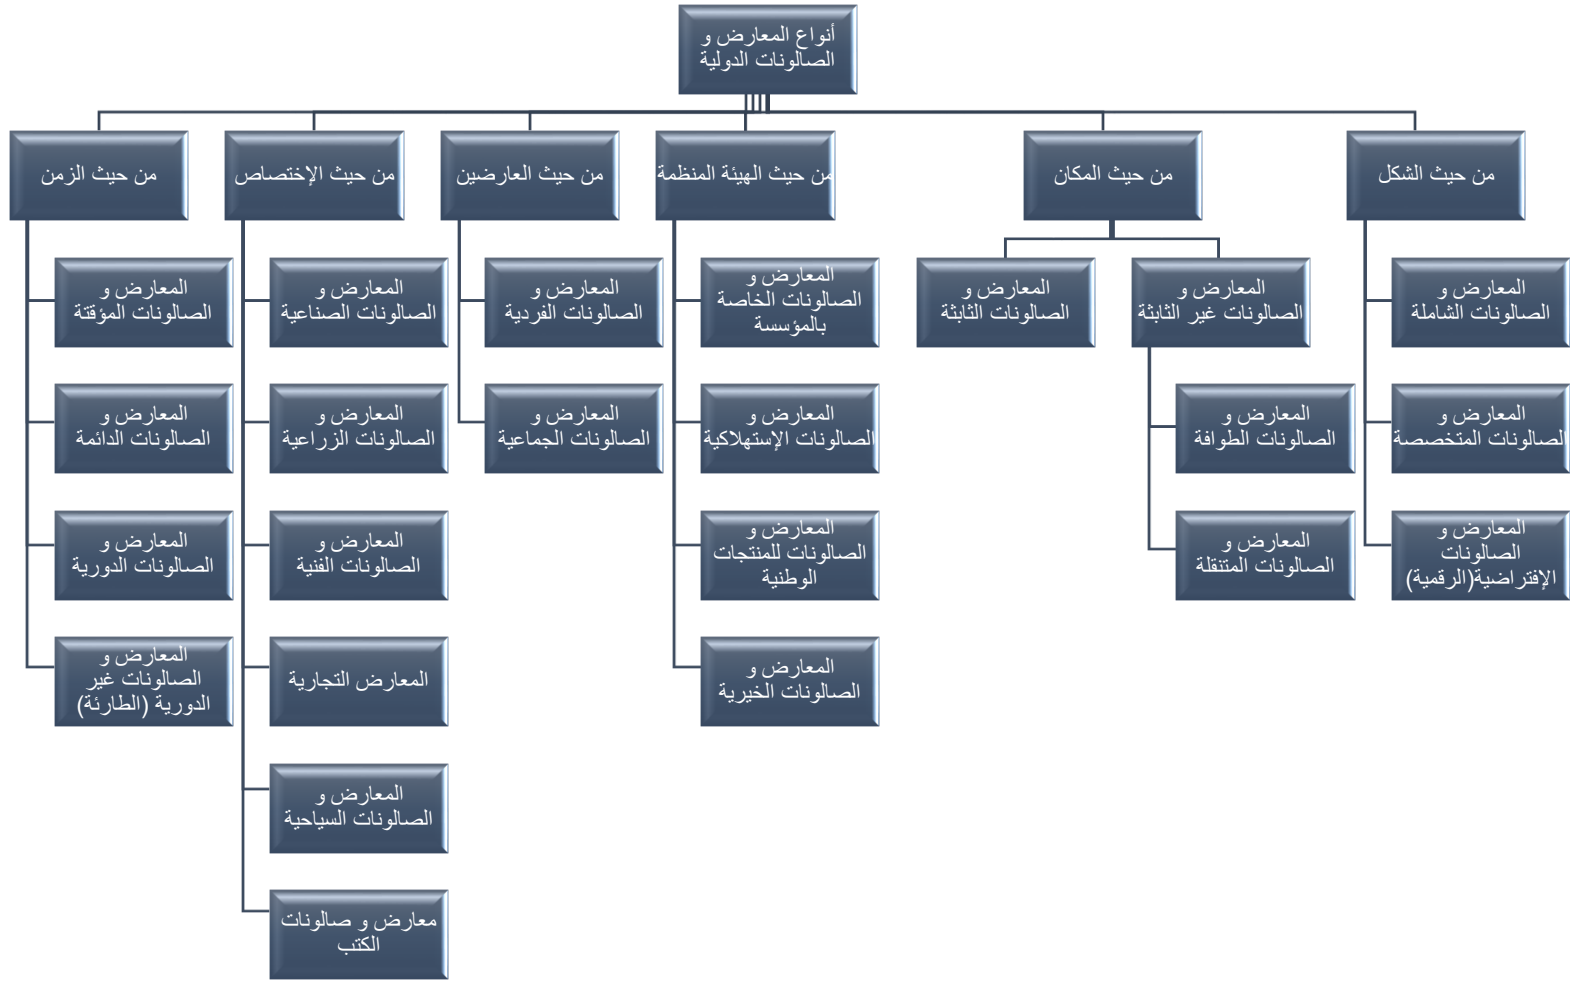 أنواع المعارض و
الصالونات الدولية
من حيث الشكل
المعارض و
الصالونات الشاملة
المعارض و
الصالونات المتخصصة
المعارض و
الصالونات
الإفتراضية(الرقمية)
من حيث المكان
المعارض و
الصالونات غير الثابثة
المعارض و
الصالونات الطوافة
المعارض و
الصالونات المتنقلة
المعارض و
الصالونات الثابثة
من حيث الهيئة المنظمة
المعارض و
الصالونات الخاصة
بالمؤسسة
المعارض و
الصالونات الإستهلاكية
المعارض و
الصالونات للمنتجات
الوطنية
المعارض و
الصالونات الخيرية
من حيث العارضين
المعارض و
الصالونات الفردية
المعارض و
الصالونات الجماعية
من حيث الإختصاص
المعارض و
الصالونات الصناعية
المعارض و
الصالونات الزراعية
المعارض و
الصالونات الفنية
المعارض التجارية
المعارض و
الصالونات السياحية
معارض و صالونات
الكتب
من حيث الزمن
المعارض و
الصالونات المؤقتة
المعارض و
الصالونات الدائمة
المعارض و
الصالونات الدورية
المعارض و
الصالونات غير
الدورية (الطارئة)